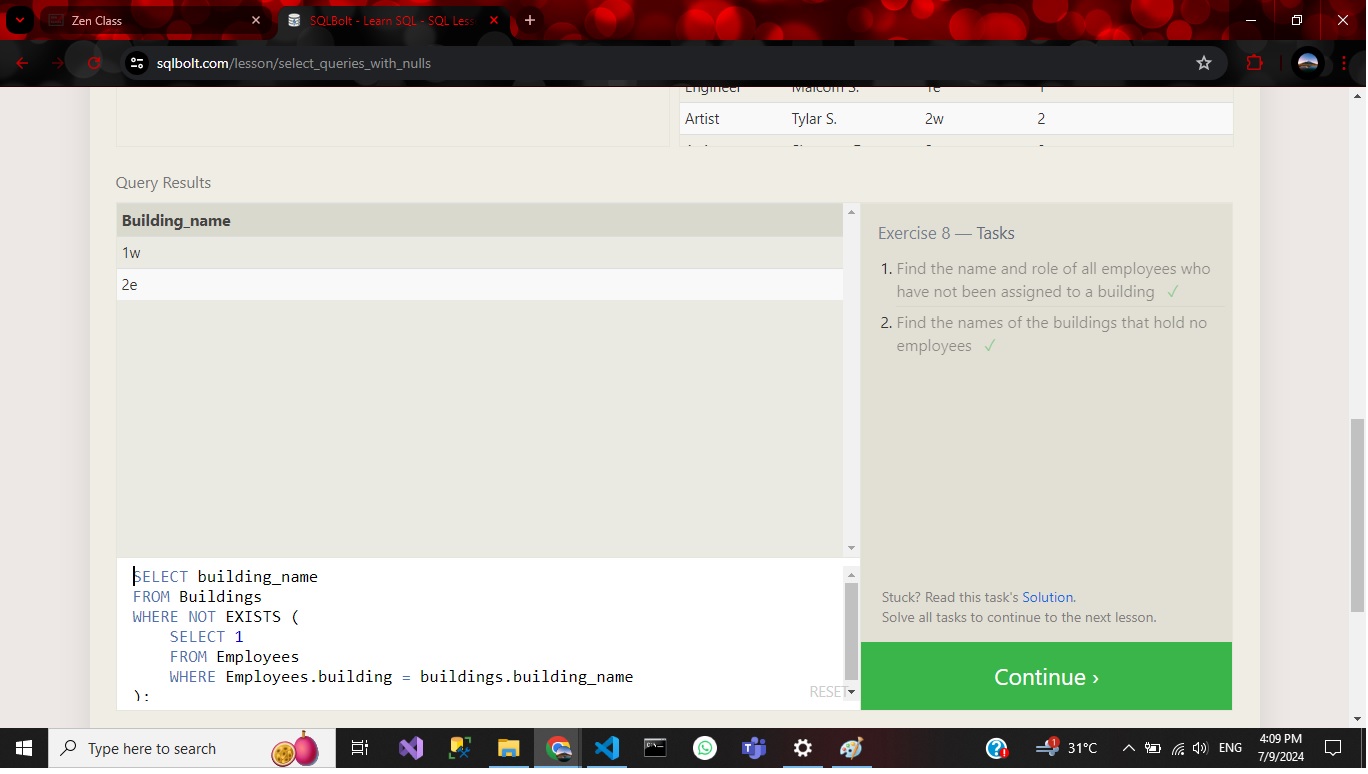 Zen Class
SQLBolt - Learn SQL - SQL Less
sqlbolt.com/lesson/select_queries_with_nulls
Engineer Malcom S. 1e 1
Artist Tylar S. 2w 2
Query Results
Building_name
1w
2e
Exercise 8 — Tasks
1. Find the name and role of all employees who
have not been assigned to a building ✓
2. Find the names of the buildings that hold no
employees ✓
SELECT building_name
FROM Buildings
WHERE NOT EXISTS (
SELECT 1
FROM Employees
WHERE Employees.building = buildings.building_name
);
RESET
Stuck? Read this task's Solution.
Solve all tasks to continue to the next lesson.
Continue ›
Type here to search
1
31°C
ENG
4:09 PM
7/9/2024